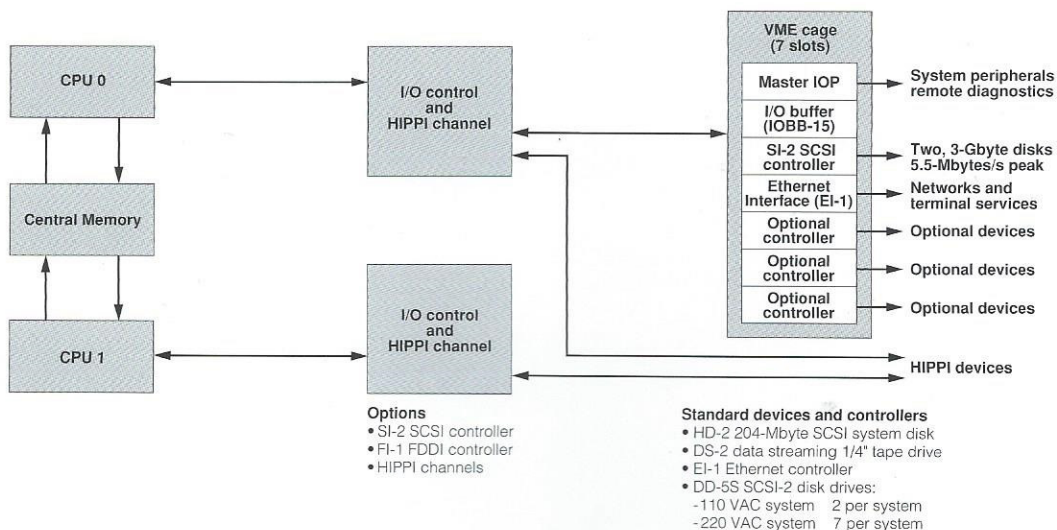 VME cage
(7 slots)
CPU 0
I/O control
and
HIPPI channel
Master IOP
System peripherals
remote diagnostics
I/O buffer
(IOBB-15)
SI-2 SCSI
controller
Two, 3-Gbyte disks
5.5-Mbytes/s peak
Central Memory
Ethernet
Interface (EI-1)
Networks and
terminal services
Optional
controller
Optional devices
Optional
controller
Optional devices
Optional
controller
Optional devices
CPU 1
I/O control
and
HIPPI channel
HIPPI devices
Options
• SI-2 SCSI controller
• FI-1 FDDI controller
• HIPPI channels
Standard devices and controllers
• HD-2 204-Mbyte SCSI system disk
• DS-2 data streaming 1/4" tape drive
• EI-1 Ethernet controller
• DD-5S SCSI-2 disk drives:
-110 VAC system 2 per system
-220 VAC system 7 per system